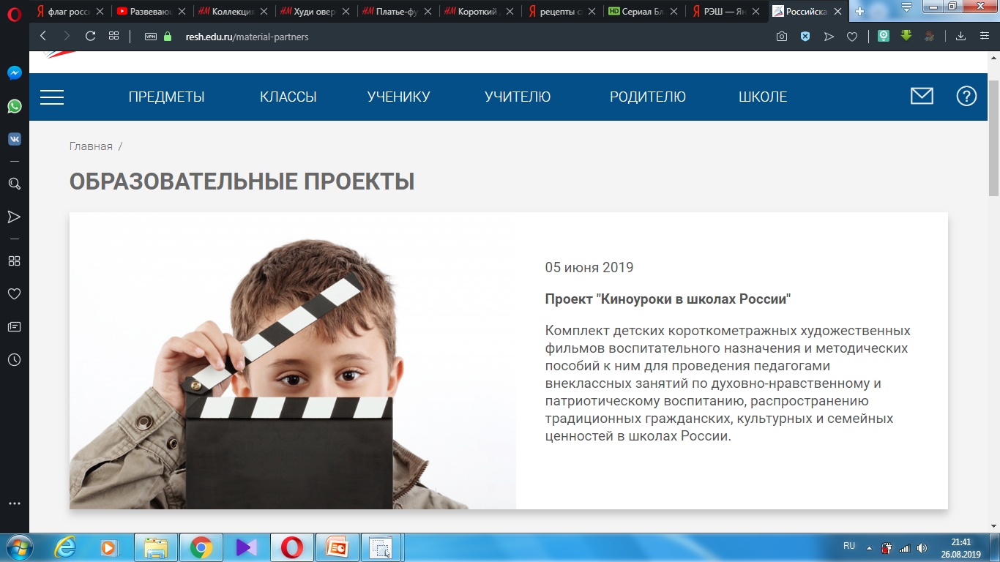 флаг росс
Развеваю
Коллекция
Худи овер
Платье-фу
Короткий
рецепты с
HD Сериал Бл
РЭШ — Ян
Российска
VPN resh.edu.ru/material-partners
ПРЕДМЕТЫ КЛАССЫ УЧЕНИКУ УЧИТЕЛЮ РОДИТЕЛЮ ШКОЛЕ
Главная /
ОБРАЗОВАТЕЛЬНЫЕ ПРОЕКТЫ
05 июня 2019
Проект "Киноуроки в школах России"
Комплект детских короткометражных художественных
фильмов воспитательного назначения и методических
пособий к ним для проведения педагогами
внеклассных занятий по духовно-нравственному и
патриотическому воспитанию, распространению
традиционных гражданских, культурных и семейных
ценностей в школах России.
RU
21:41
26.08.2019